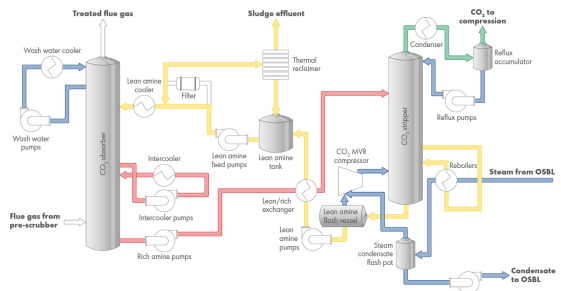 Treated flue gas
Sludge effluent
CO₂ to
compression
Wash water cooler
Condenser
Reflux
accumulator
Thermal
reclaimer
Lean amine
cooler
Filter
Reflux pumps
Wash water
pumps
CO₂ absorber
CO₂ stripper
Lean amine
feed pumps
Lean amine
tank
CO₂ MVR
compressor
Intercooler
Reboilers
Steam from OSBL
Lean/rich
exchanger
Flue gas from
pre-scrubber
Intercooler pumps
Lean amine
flash vessel
Lean
amine
pumps
Rich amine pumps
Steam
condensate
flash pot
Condensate
to OSBL